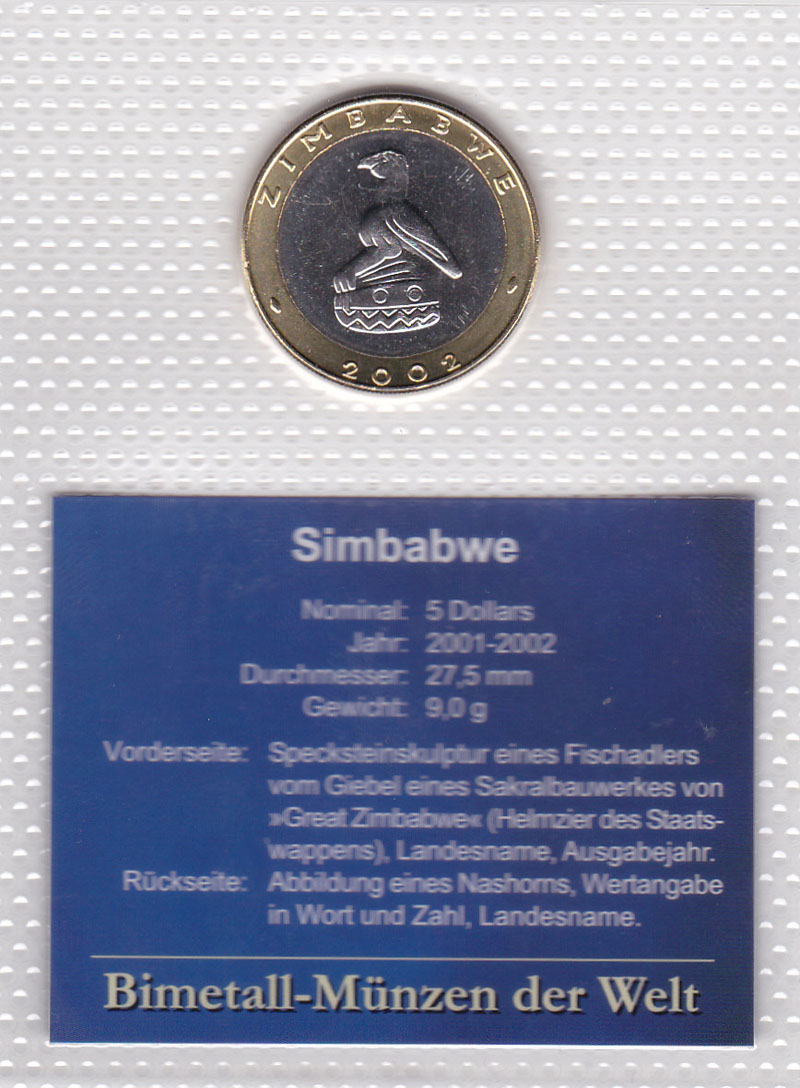 ZIMBABWE
2002
Simbabwe
Nominal: 5 Dollars
Jahr: 2001-2002
Durchmesser: 27,5 mm
Gewicht: 9,0 g
Vorderseite: Specksteinskulptur eines Fischadlers
vom Giebel eines Sakralbauwerkes von
»Great Zimbabwe« (Helmzier des Staats-
wappens), Landesname, Ausgabejahr.
Rückseite: Abbildung eines Nashorns, Wertangabe
in Wort und Zahl, Landesname.
Bimetall-Münzen der Welt